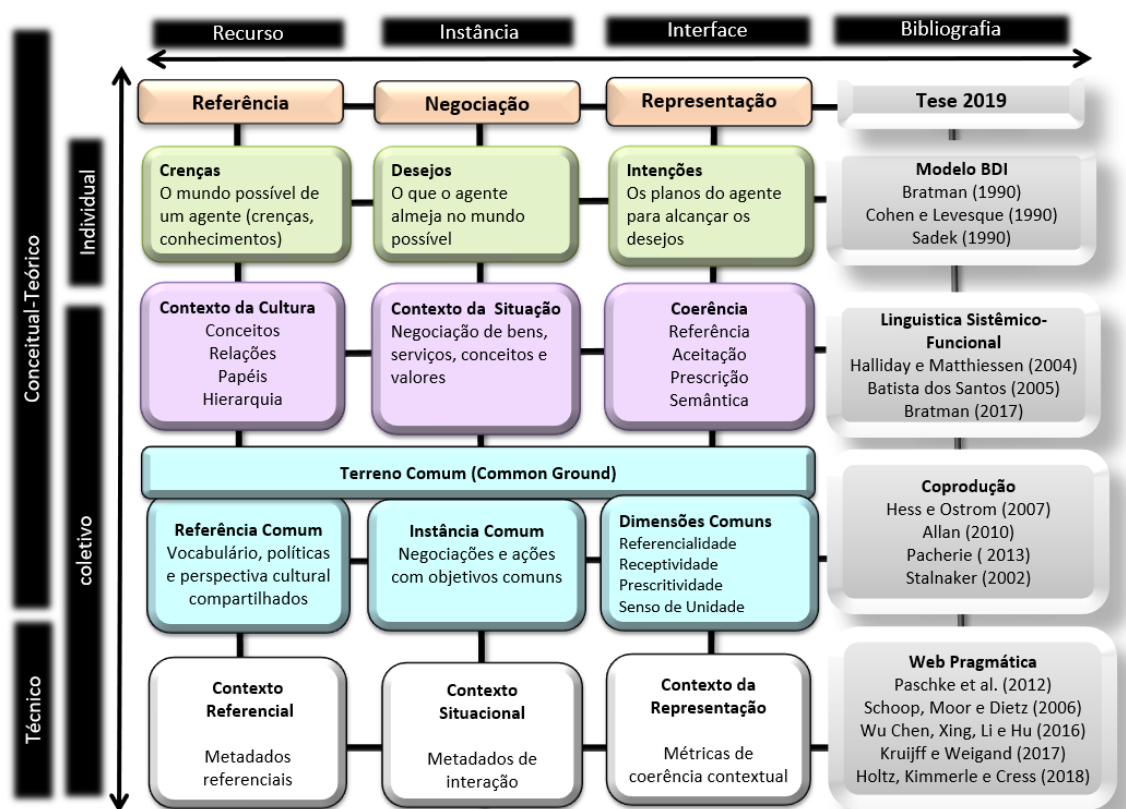 Recurso
Instância
Interface
Bibliografia
Conceitual-Teórico
Técnico
Individual
coletivo
Referência
Negociação
Representação
Tese 2019
Crenças
O mundo possível de
um agente (crenças,
conhecimentos)
Desejos
O que o agente
almeja no mundo
possível
Intenções
Os planos do agente
para alcançar os
desejos
Modelo BDI
Bratman (1990)
Cohen e Levesque (1990)
Sadek (1990)
Contexto da Cultura
Conceitos
Relações
Papéis
Hierarquia
Contexto da Situação
Negociação de bens,
serviços, conceitos e
valores
Coerência
Referência
Aceitação
Prescrição
Semântica
Linguistica Sistêmico-
Funcional
Halliday e Matthiessen (2004)
Batista dos Santos (2005)
Bratman (2017)
Terreno Comum (Common Ground)
Referência Comum
Vocabulário, políticas
e perspectiva cultural
compartilhados
Instância Comum
Negociações e ações
com objetivos comuns
Dimensões Comuns
Referencialidade
Receptividade
Prescritividade
Senso de Unidade
Coprodução
Hess e Ostrom (2007)
Allan (2010)
Pacherie ( 2013)
Stalnaker (2002)
Contexto
Referencial
Metadados
referenciais
Contexto
Situacional
Metadados de
interação
Contexto da
Representação
Métricas de
coerência contextual
Web Pragmática
Paschke et al. (2012)
Schoop, Moor e Dietz (2006)
Wu Chen, Xing, Li e Hu (2016)
Kruijff e Weigand (2017)
Holtz, Kimmerle e Cress (2018)